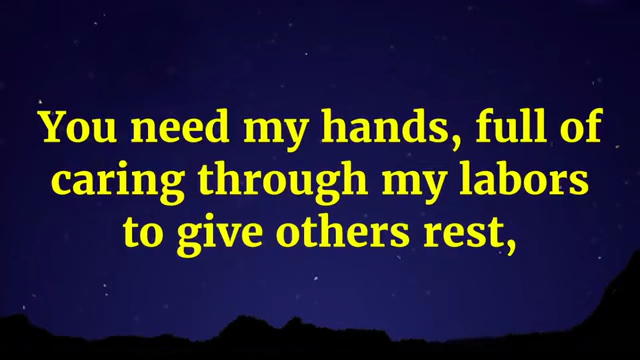 You need my hands, full of
caring through my labors
to give others rest,